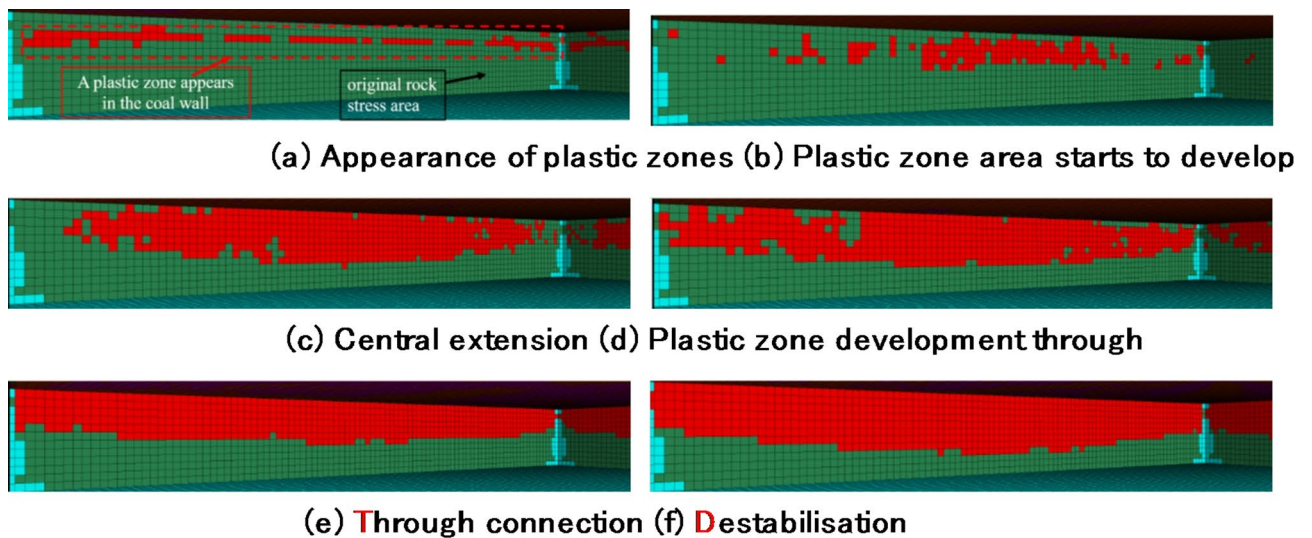 A plastic zone appears
in the coal wall
original rock
stress area
(a) Appearance of plastic zones (b) Plastic zone area starts to develop
(c) Central extension (d) Plastic zone development through
(e) Through connection (f) Destabilisation